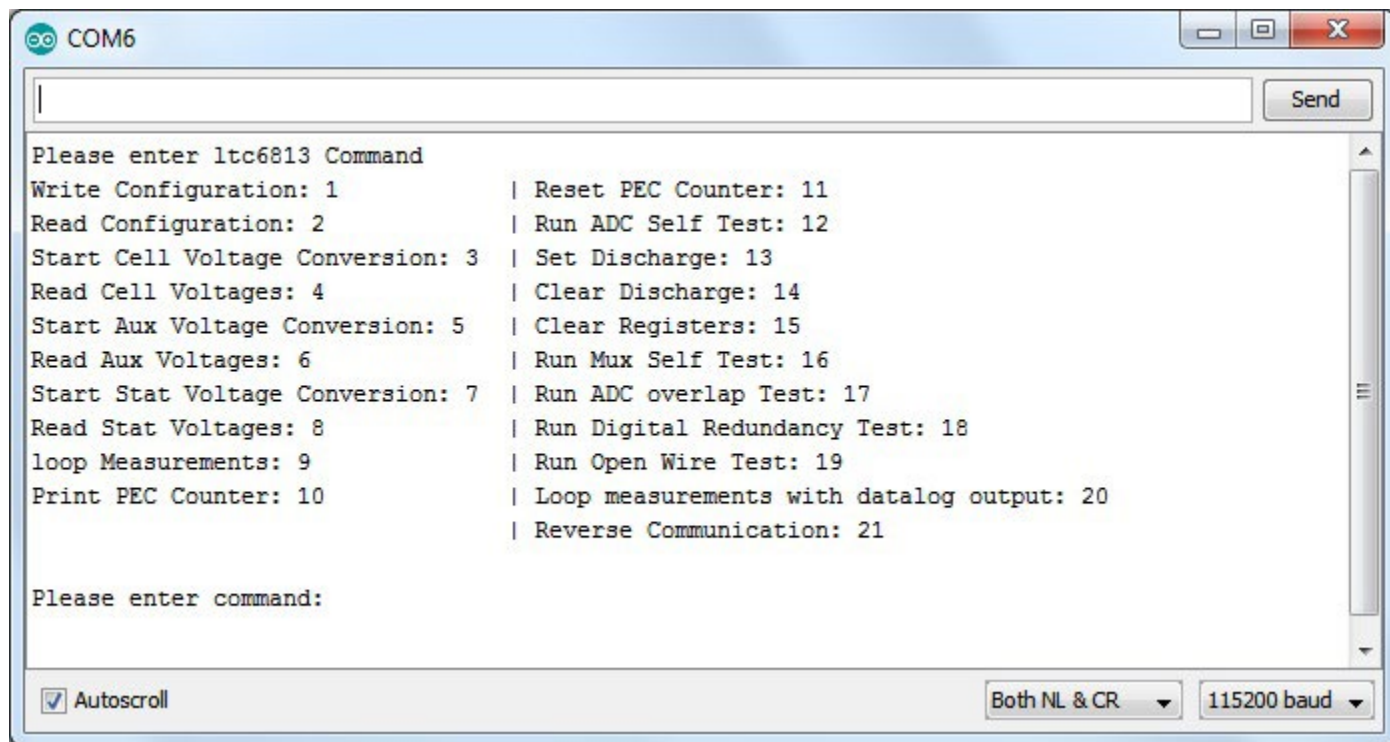 COM6
Send
Please enter ltc6813 Command
Write Configuration: 1 | Reset PEC Counter: 11
Read Configuration: 2 | Run ADC Self Test: 12
Start Cell Voltage Conversion: 3 | Set Discharge: 13
Read Cell Voltages: 4 | Clear Discharge: 14
Start Aux Voltage Conversion: 5 | Clear Registers: 15
Read Aux Voltages: 6 | Run Mux Self Test: 16
Start Stat Voltage Conversion: 7 | Run ADC overlap Test: 17
Read Stat Voltages: 8 | Run Digital Redundancy Test: 18
loop Measurements: 9 | Run Open Wire Test: 19
Print PEC Counter: 10 | Loop measurements with datalog output: 20
| Reverse Communication: 21
Please enter command:
Autoscroll Both NL & CR 115200 baud